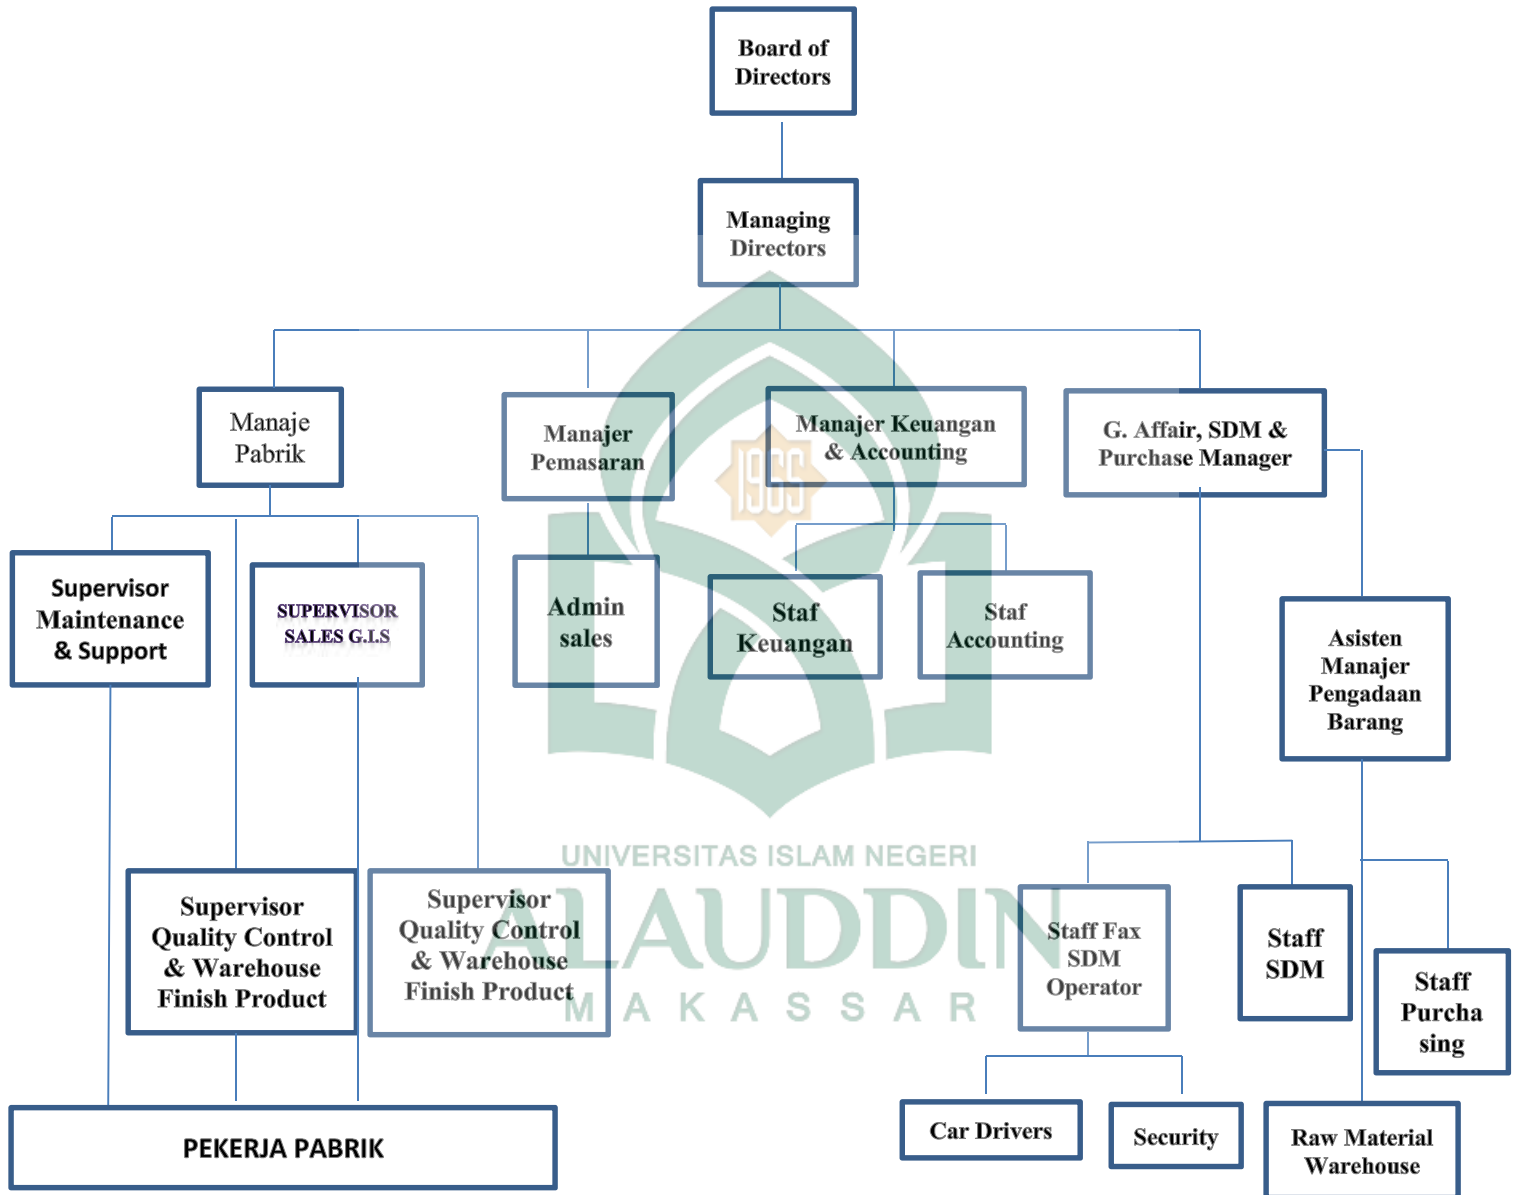 Board of
Directors
Managing
Directors
Manaje
Pabrik
Manajer
Pemasaran
Manajer Keuangan
& Accounting
G. Affair, SDM &
Purchase Manager
1965
Supervisor
Maintenance
& Support
SUPERVISOR
SALES G.I.S
Admin
sales
Staf
Keuangan
Staf
Accounting
Asisten
Manajer
Pengadaan
Barang
UNIVERSITAS ISLAM NEGERI
ALAUDDIN
MAKASSAR
Supervisor
Quality Control
& Warehouse
Finish Product
Supervisor
Quality Control
& Warehouse
Finish Product
Staff Fax
SDM
Operator
Staff
SDM
Staff
Purcha
sing
PEKERJA PABRIK
Car Drivers
Security
Raw Material
Warehouse